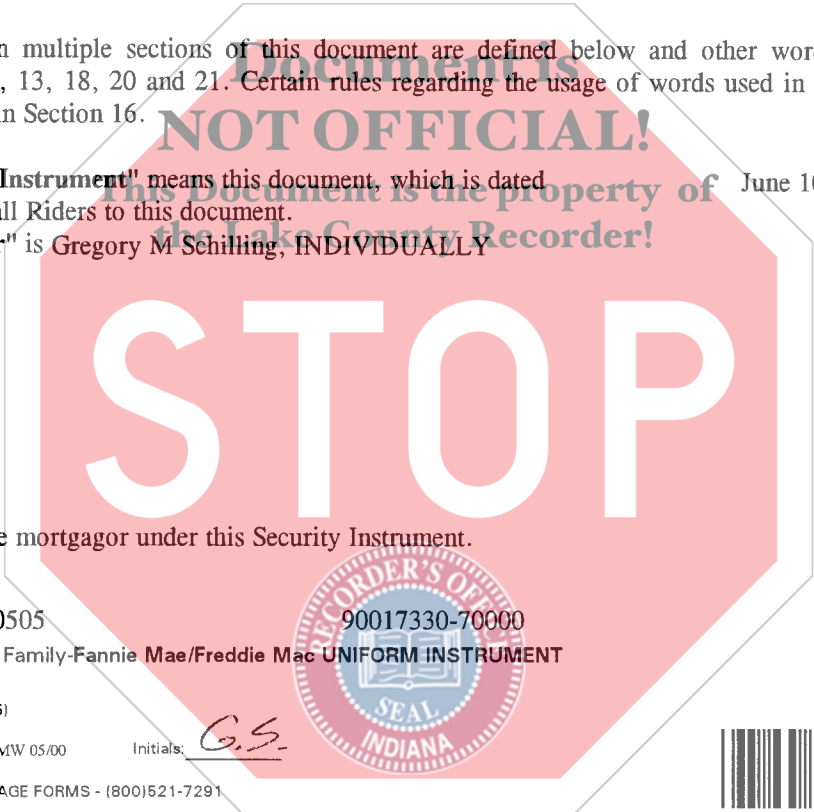 multiple sections of this document are defined below and other
Document is
, 13, 18, 20 and 21. Certain rules regarding the usage of words used in
in Section 16.
NOT OFFICIAL!
Instrument" means this document, which is dated June
This Document is the property of
all Riders to this document.
the Lake County Recorder!
" is Gregory M Schilling, INDIVIDUALLY
STOP
mortgagor under this Security Instrument.
RECORDER'S OFFICE
0505 90017330-70000
Family-Fannie Mae/Freddie Mac UNIFORM INSTRUMENT
SEAL
MW 05/00 Initials: G.S.
INDIANA
AGE FORMS - (800)521-7291